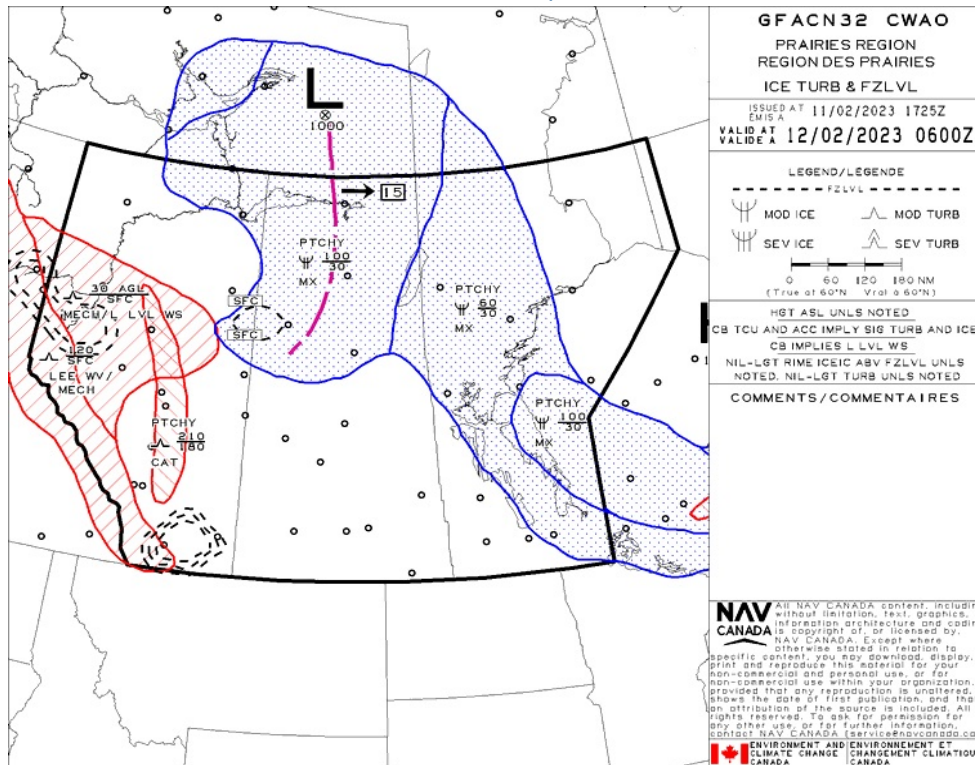 GFACN32 CWAO
PRAIRIES REGION
REGION DES PRAIRIES
ICE TURB & FZLVL
ISSUED AT
EMIS A
11/02/2023 1725Z
VALID AT
VALIDE A
12/02/2023 0600Z
LEGEND/LEGENDE
FZLVL
MOD ICE
MOD TURB
SEV ICE
SEV TURB
0 60 120 180 NM
(True at 60°N Vrai à 60°N)
HGT ASL UNLS NOTED
CB TCU AND ACC IMPLY SIG TURB AND ICE
CB IMPLIES L LVL WS
NIL-LGT RIME ICEIC ABV FZLVL UNLS
NOTED. NIL-LGT TURB UNLS NOTED
COMMENTS/COMMENTAIRES
L
1000
15
PTCHY
100
30
MX
SFC
SFC
PTCHY
60
30
MX
PTCHY
100
30
MX
30 AGL
SFC
MECH/L LVL WS
120
SFC
LEE WV/
MECH
PTCHY
210
180
CAT
NAV
CANADA
All NAV CANADA content, includin
without limitation, text, graphics,
information architecture and codin
is copyright of, or licensed by,
NAV CANADA. Except where
otherwise stated in relation to
specific content, you may download, display,
print and reproduce this material for your
non-commercial and personal use, or for
non-commercial use within your organization,
provided that any reproduction is unaltered,
shows the date of first publication, and tha
an attribution of the source is included. All
rights reserved. To ask for permission for
any other use, or for further information,
contact NAV CANADA (service@navcanada.ca
ENVIRONMENT AND
CLIMATE CHANGE
CANADA
ENVIRONNEMENT ET
CHANGEMENT CLIMATIQU
CANADA